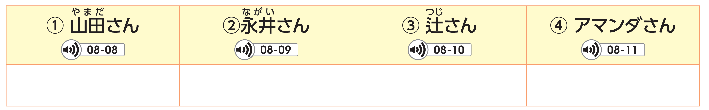 やまだ ながい つじ
① 山田さん ②永井さん ③ 辻さん ④ アマンダさん
08-08 08-09 08-10 08-11